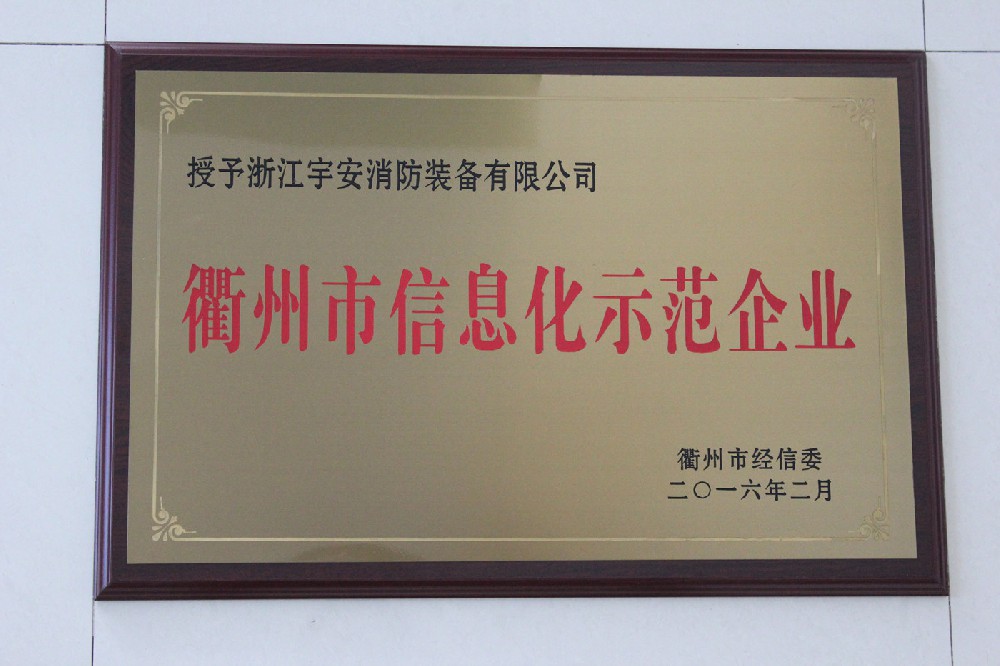 授予浙江宇安消防装备有限公司
衢州市信息化示范企业
衢州市经信委
二〇一六年二月